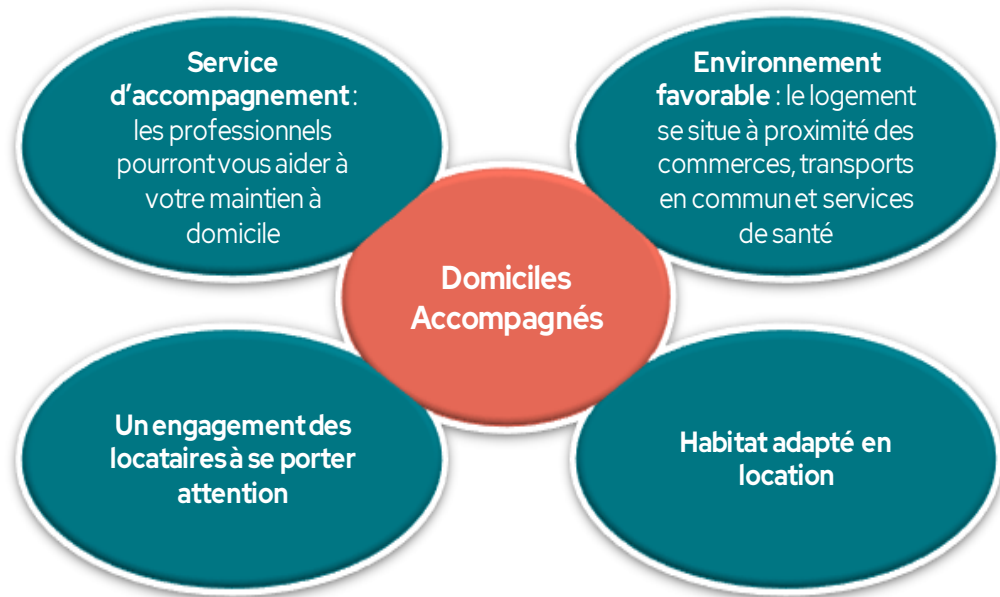 Service
d’accompagnement :
les professionnels
pourront vous aider à
votre maintien à
domicile
Environnement
favorable : le logement
se situe à proximité des
commerces, transports
en commun et services
de santé
Domiciles
Accompagnés
Un engagement des
locataires à se porter
attention
Habitat adapté en
location